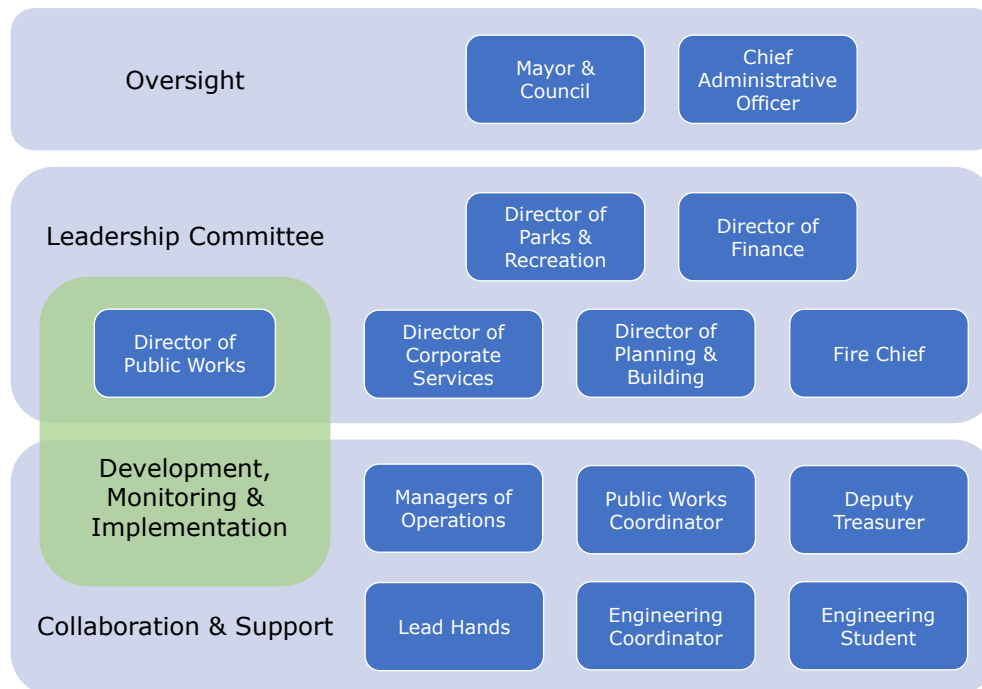 Oversight
Mayor &
Council
Chief
Administrative
Officer
Leadership Committee
Director of
Parks &
Recreation
Director of
Finance
Director of
Public Works
Director of
Corporate
Services
Director of
Planning &
Building
Fire Chief
Development,
Monitoring &
Implementation
Managers of
Operations
Public Works
Coordinator
Deputy
Treasurer
Collaboration & Support
Lead Hands
Engineering
Coordinator
Engineering
Student